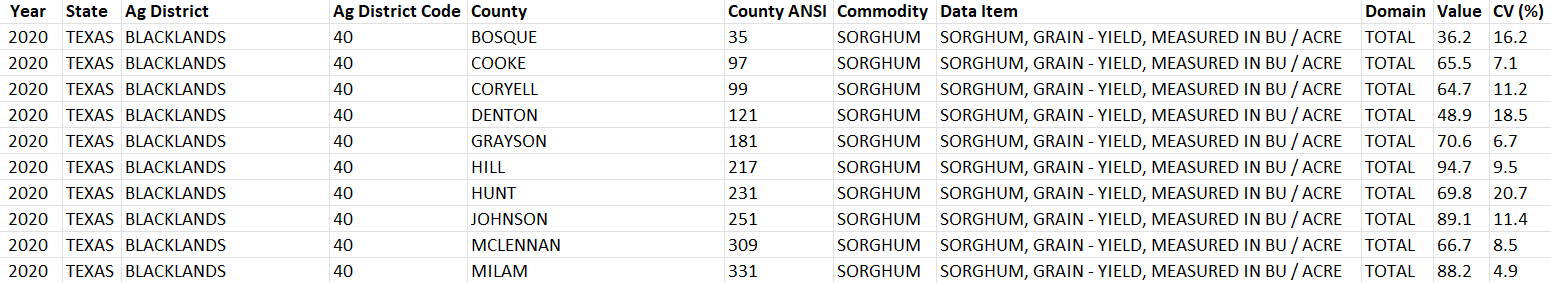 Year State Ag District Ag District Code County County ANSI Commodity Data Item Domain Value CV (%)
2020 TEXAS BLACKLANDS 40 BOSQUE 35 SORGHUM SORGHUM, GRAIN - YIELD, MEASURED IN BU / ACRE TOTAL 36.2 16.2
2020 TEXAS BLACKLANDS 40 COOKE 97 SORGHUM SORGHUM, GRAIN - YIELD, MEASURED IN BU / ACRE TOTAL 65.5 7.1
2020 TEXAS BLACKLANDS 40 CORYELL 99 SORGHUM SORGHUM, GRAIN - YIELD, MEASURED IN BU / ACRE TOTAL 64.7 11.2
2020 TEXAS BLACKLANDS 40 DENTON 121 SORGHUM SORGHUM, GRAIN - YIELD, MEASURED IN BU / ACRE TOTAL 48.9 18.5
2020 TEXAS BLACKLANDS 40 GRAYSON 181 SORGHUM SORGHUM, GRAIN - YIELD, MEASURED IN BU / ACRE TOTAL 70.6 6.7
2020 TEXAS BLACKLANDS 40 HILL 217 SORGHUM SORGHUM, GRAIN - YIELD, MEASURED IN BU / ACRE TOTAL 94.7 9.5
2020 TEXAS BLACKLANDS 40 HUNT 231 SORGHUM SORGHUM, GRAIN - YIELD, MEASURED IN BU / ACRE TOTAL 69.8 20.7
2020 TEXAS BLACKLANDS 40 JOHNSON 251 SORGHUM SORGHUM, GRAIN - YIELD, MEASURED IN BU / ACRE TOTAL 89.1 11.4
2020 TEXAS BLACKLANDS 40 MCLENNAN 309 SORGHUM SORGHUM, GRAIN - YIELD, MEASURED IN BU / ACRE TOTAL 66.7 8.5
2020 TEXAS BLACKLANDS 40 MILAM 331 SORGHUM SORGHUM, GRAIN - YIELD, MEASURED IN BU / ACRE TOTAL 88.2 4.9